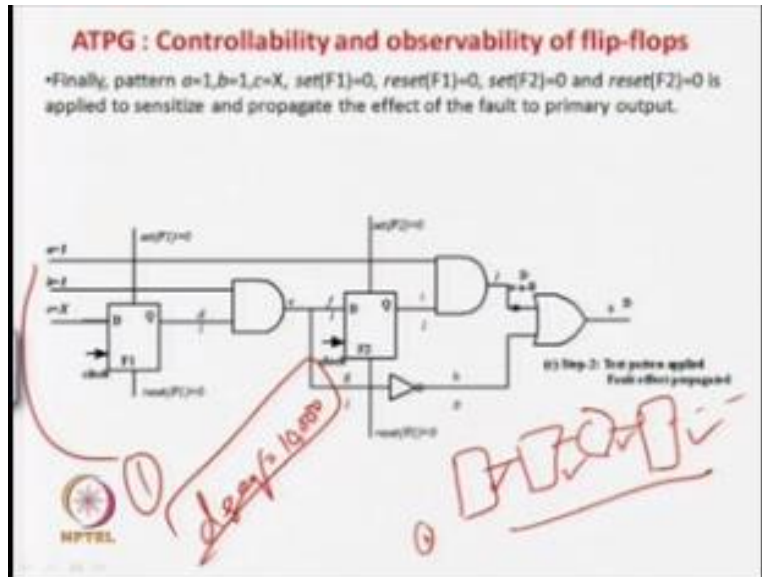 ATPG : Controllability and observability of flip-flops
•Finally, pattern a=1,b=1,c=X, set(F1)=0, reset(F1)=0, set(F2)=0 and reset(F2)=0 is
applied to sensitize and propagate the effect of the fault to primary output.
set(F1)=0
set(F2)=0
a=1
b=1
c=X
D Q
F1
clock
reset(F1)=0
D Q
F2
reset(F2)=0
(c) Step-2: Test pattern applied
Fault effect propagated
1
10,000
NPTEL